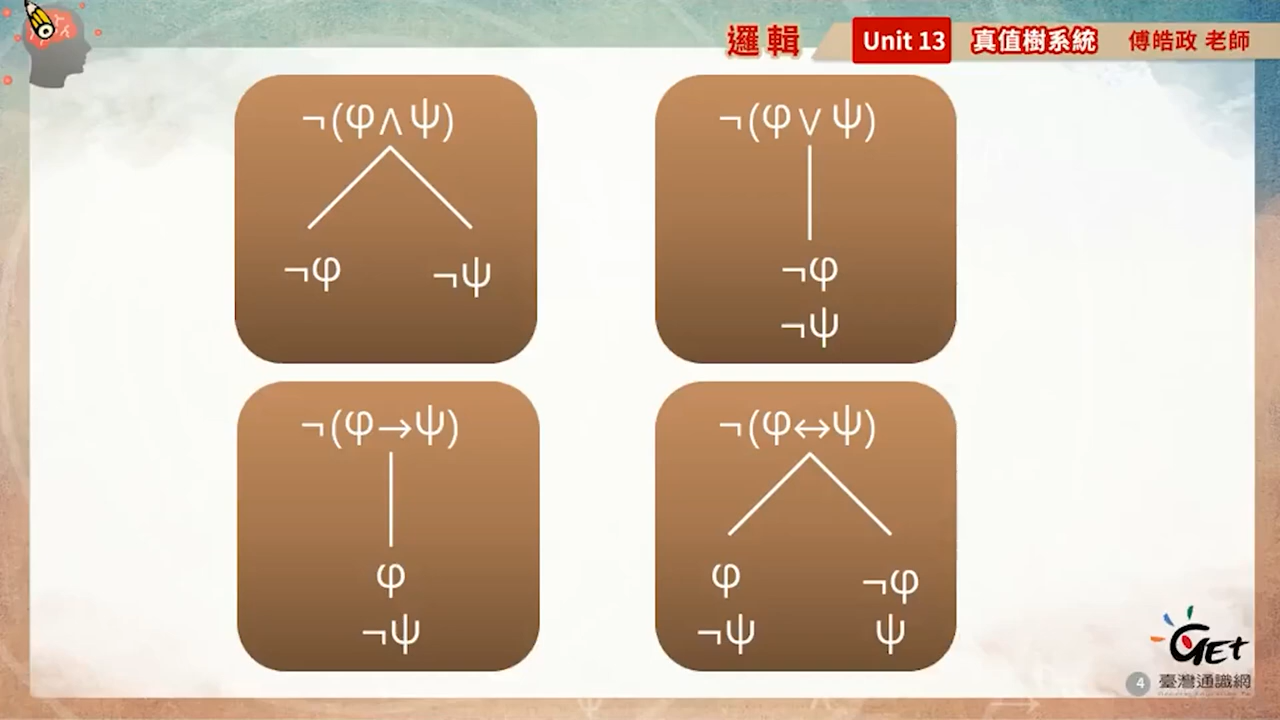 邏輯 Unit 13 真值樹系統 傅皓政 老師
¬(φ∧ψ)
¬φ ¬ψ
¬(φ∨ψ)
¬φ
¬ψ
¬(φ→ψ)
φ
¬ψ
¬(φ↔ψ)
φ ¬φ
¬ψ ψ
GET
4 臺灣通識網